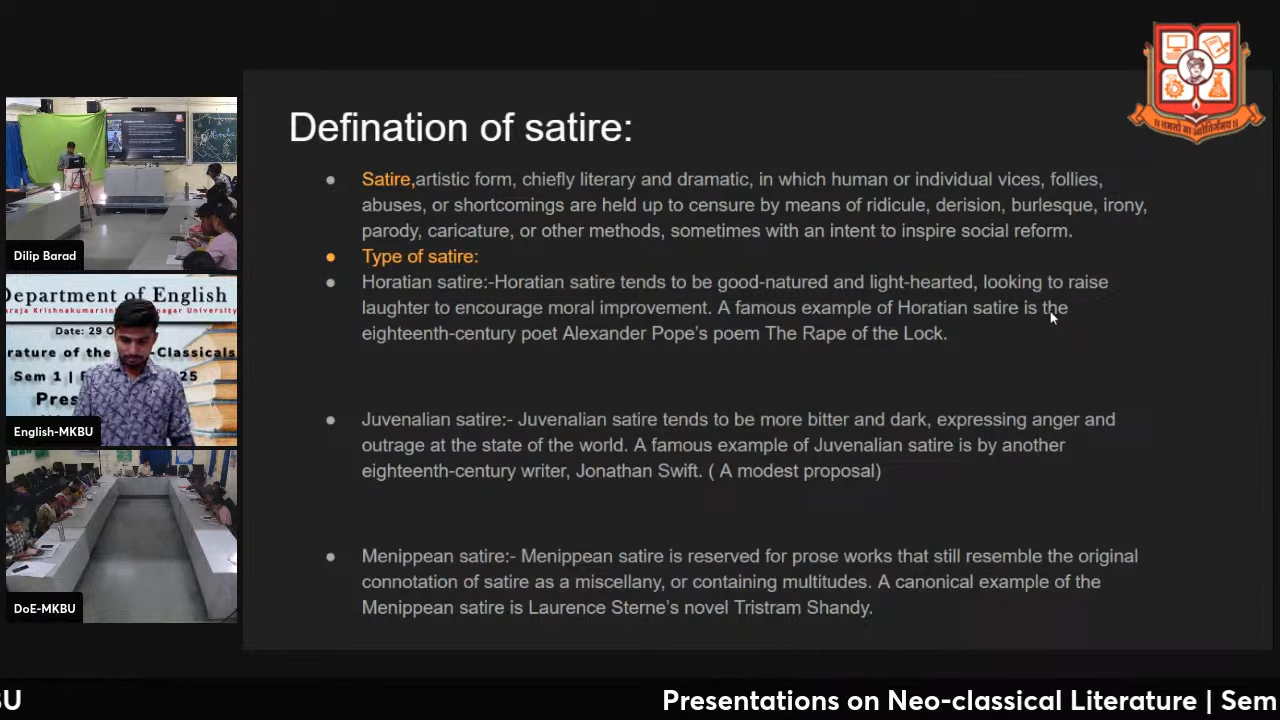 Defination of satire:
Satire,artistic form, chiefly literary and dramatic, in which human or individual vices, follies,
abuses, or shortcomings are held up to censure by means of ridicule, derision, burlesque, irony,
parody, caricature, or other methods, sometimes with an intent to inspire social reform.
Type of satire:
Horatian satire:-Horatian satire tends to be good-natured and light-hearted, looking to raise
laughter to encourage moral improvement. A famous example of Horatian satire is the
eighteenth-century poet Alexander Pope's poem The Rape of the Lock.
Juvenalian satire:- Juvenalian satire tends to be more bitter and dark, expressing anger and
outrage at the state of the world. A famous example of Juvenalian satire is by another
eighteenth-century writer, Jonathan Swift. ( A modest proposal)
Menippean satire:- Menippean satire is reserved for prose works that still resemble the original
connotation of satire as a miscellany, or containing multitudes. A canonical example of the
Menippean satire is Laurence Sterne's novel Tristram Shandy.
Dilip Barad
Department of English
Date: 29 O
rature of the -Classicals
Sem 1 | 25
Pres
English-MKBU
DoE-MKBU
BU
Presentations on Neo-classical Literature | Sem